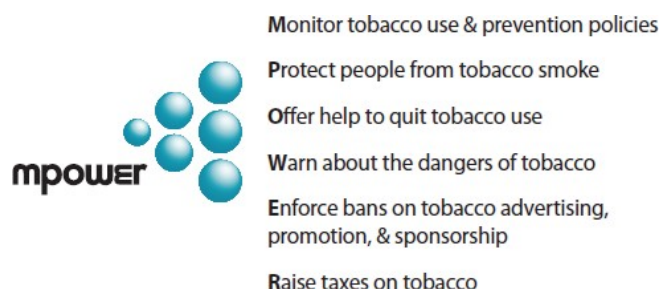 Monitor tobacco use & prevention policies
Protect people from tobacco smoke
Offer help to quit tobacco use
mpower
Warn about the dangers of tobacco
Enforce bans on tobacco advertising,
promotion, & sponsorship
Raise taxes on tobacco